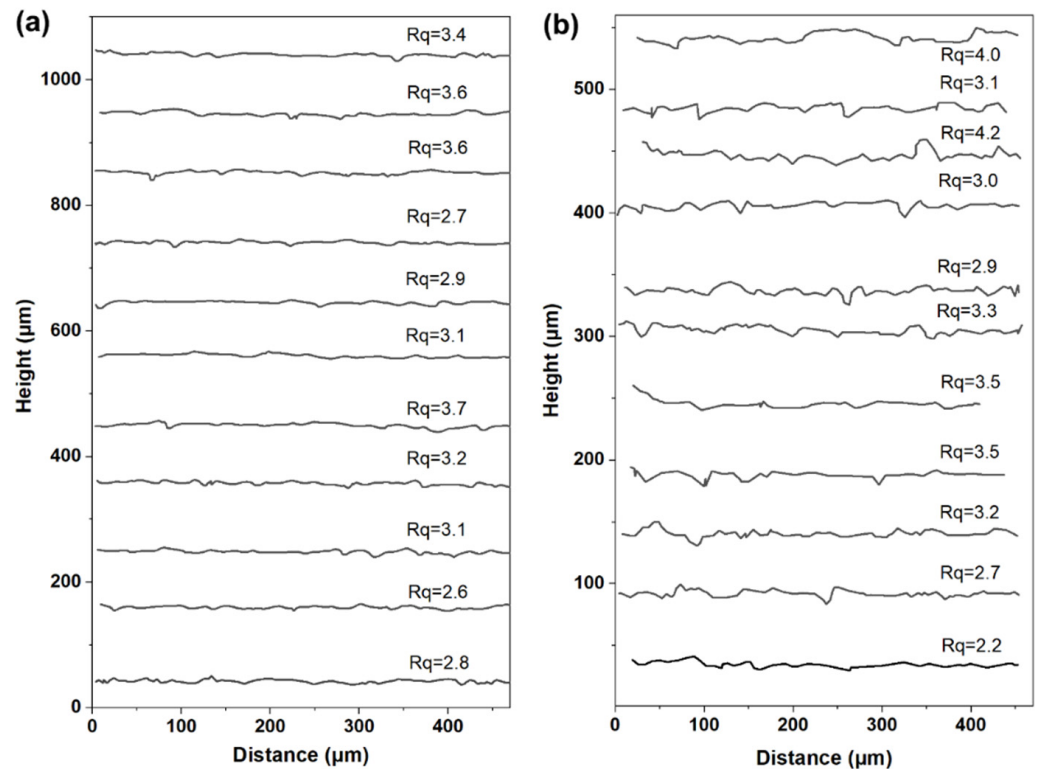 (a)
Rq=3.4
1000
Rq=3.6
Rq=3.6
800
Rq=2.7
Rq=2.9
600
Rq=3.1
Rq=3.7
400
Rq=3.2
Rq=3.1
200
Rq=2.6
Rq=2.8
0
0 100 200 300 400
Height (µm)
Distance (µm)
(b)
Rq=4.0
500
Rq=3.1
Rq=4.2
Rq=3.0
400
Rq=2.9
Rq=3.3
300
Rq=3.5
200
Rq=3.5
Rq=3.2
100
Rq=2.7
Rq=2.2
0 100 200 300 400
Height (µm)
Distance (µm)